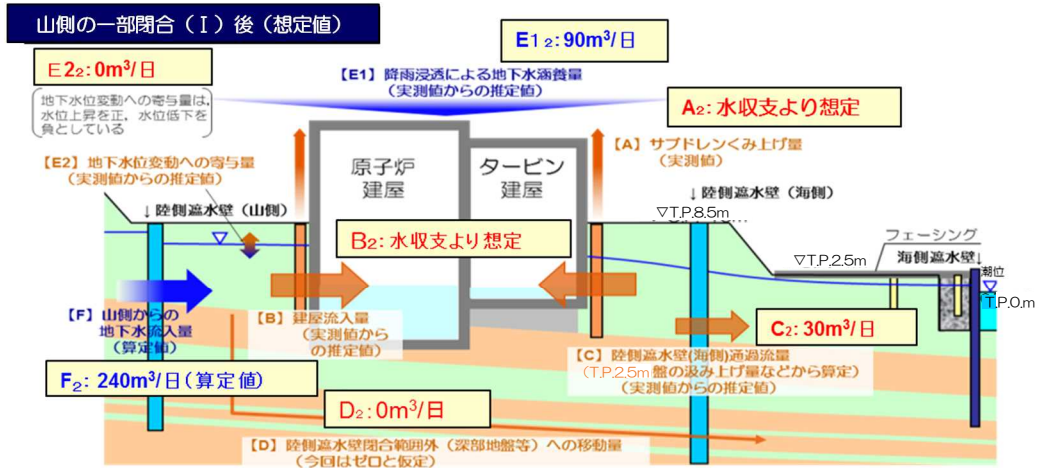 山側の一部閉合（Ⅰ）後（想定値）
E1₂：90m³/日
E2₂：0m³/日
【E1】降雨浸透による地下水涵養量
（実測値からの推定値）
地下水位変動への寄与量は，
水位上昇を正，水位低下を
負としている
A₂：水収支より想定
【E2】地下水位変動への寄与量
（実測値からの推定値）
原子炉
建屋
タービン
建屋
【A】サブドレンくみ上げ量
（実測値）
↓陸側遮水壁（山側）
↓陸側遮水壁（海側）
▽T.P.8.5m
B₂：水収支より想定
フェーシング
▽T.P.2.5m
海側遮水壁↓
潮位
T.P.O.m
【F】山側からの
地下水流入量
（算定値）
【B】建屋流入量
（実測値から
の推定値）
C₂：30m³/日
【C】陸側遮水壁(海側)通過流量
（T.P.2.5m盤の汲み上げ量などから算定）
（実測値からの推定値）
F₂：240m³/日(算定値)
D₂：0m³/日
【D】陸側遮水壁閉合範囲外（深部地盤等）への移動量
（今回はゼロと仮定）